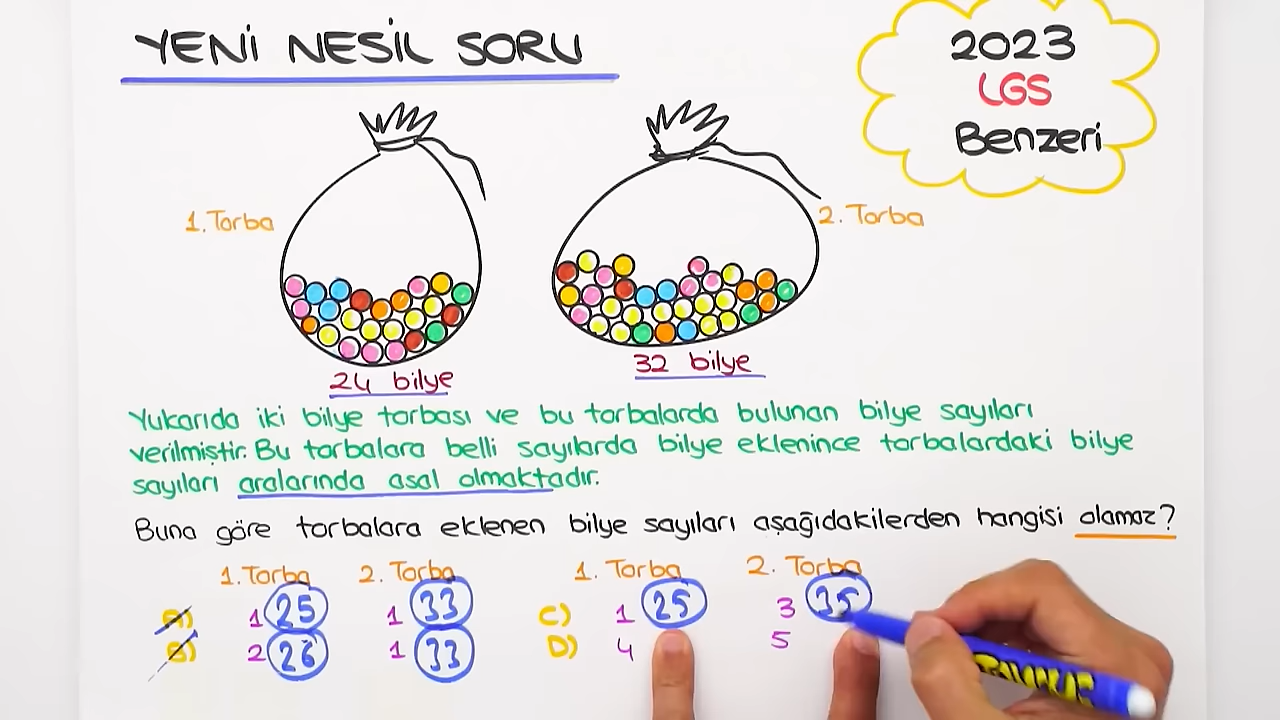 YENİ NESİL SORU
2023
LGS
Benzeri
1. Torba
2. Torba
24 bilye
32 bilye
Yukarıda iki bilye torbası ve bu torbalarda bulunan bilye sayıları
verilmiştir. Bu torbalara belli sayılarda bilye eklenince torbalardaki bilye
sayıları aralarında asal olmaktadır.
Buna göre torbalara eklenen bilye sayıları aşağıdakilerden hangisi olamaz?
1. Torba 2. Torba 1. Torba 2. Torba
A) 1 25 1 33 C) 1 25 3 35
B) 2 26 1 33 D) 4 5